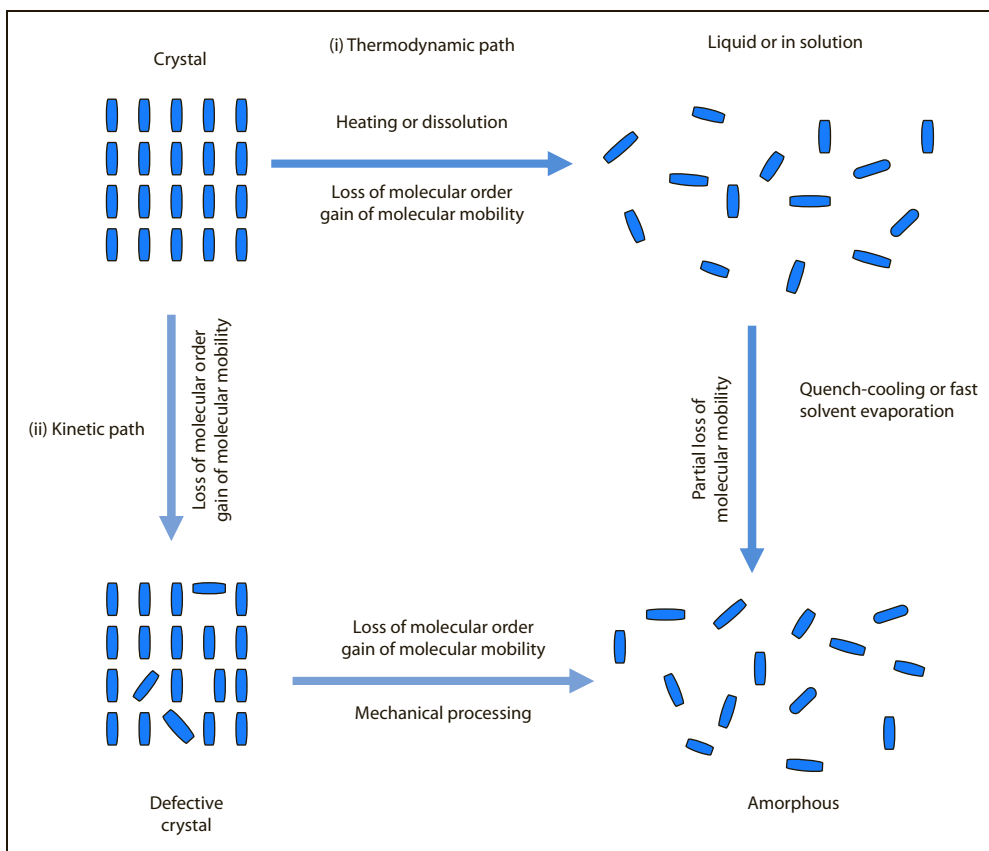 (i) Thermodynamic path
Liquid or in solution
Crystal
Heating or dissolution
Loss of molecular order
gain of molecular mobility
(ii) Kinetic path
Loss of molecular order
gain of molecular mobility
Partial loss of
molecular mobility
Quench-cooling or fast
solvent evaporation
Loss of molecular order
gain of molecular mobility
Mechanical processing
Defective
crystal
Amorphous